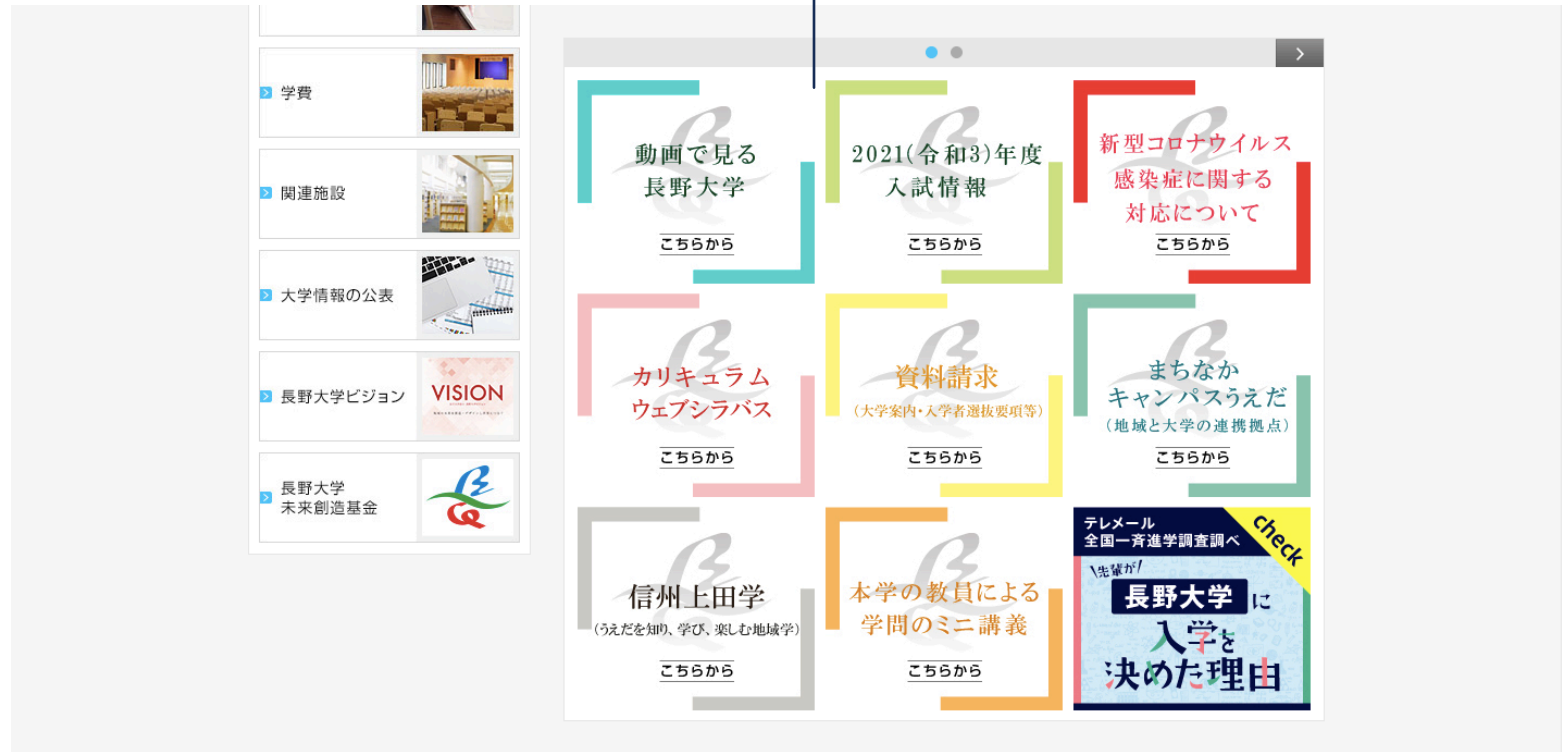 学費
関連施設
大学情報の公表
長野大学ビジョン
VISION
長野大学
未来創造基金
動画で見る
長野大学
こちらから
2021(令和3)年度
入試情報
こちらから
新型コロナウイルス
感染症に関する
対応について
こちらから
カリキュラム
ウェブシラバス
こちらから
資料請求
(大学案内・入学者選抜要項等)
こちらから
まちなか
キャンパスうえだ
(地域と大学の連携拠点)
こちらから
信州上田学
(うえだを知り、学び、楽しむ地域学)
こちらから
本学の教員による
学問のミニ講義
こちらから
テレメール
全国一斉進学調査調べ
check
\先輩が/
長野大学に
入学を
決めた理由